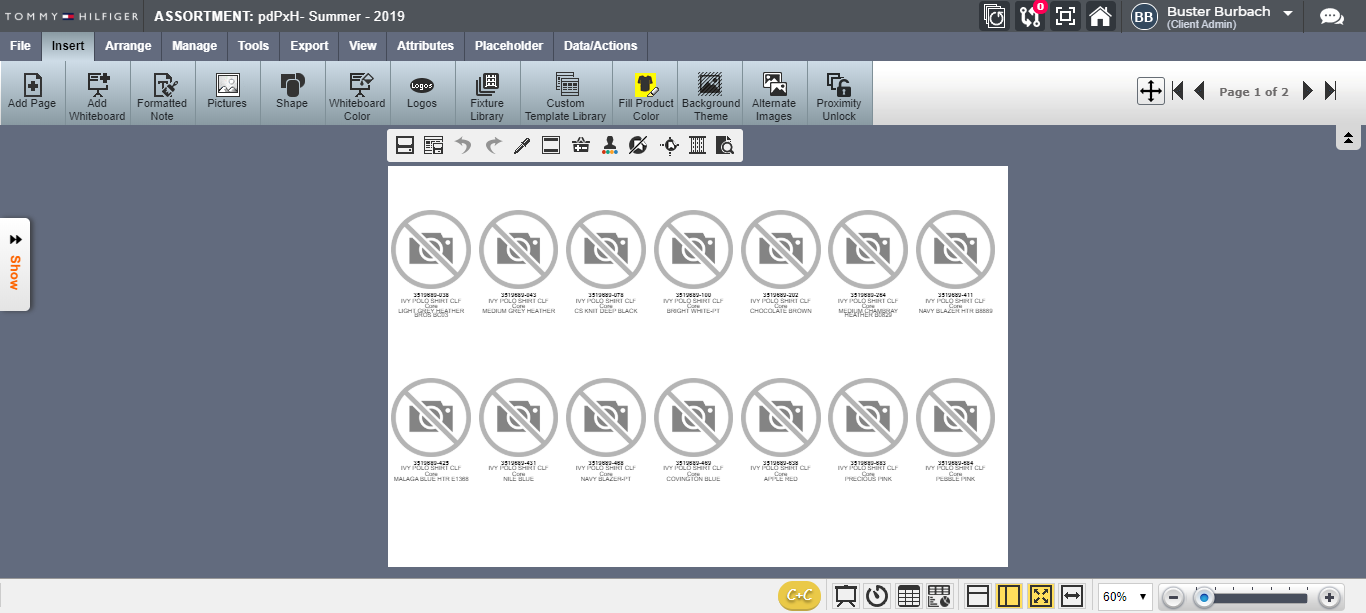 TOMMY HILFIGER
ASSORTMENT: pdPxH- Summer - 2019
0
BB
Buster Burbach
(Client Admin)
File
Insert
Arrange
Manage
Tools
Export
View
Attributes
Placeholder
Data/Actions
Add Page
Add
Whiteboard
Formatted
Note
Pictures
Shape
Whiteboard
Color
Logos
Logos
Fixture
Library
Custom
Template Library
Fill Product
Color
Background
Theme
Alternate
Images
Proximity
Unlock
Page 1 of 2
Show
3519689-038
IVY POLO SHIRT CLF
Core
LIGHT GREY HEATHER
BROS BC03
3519689-043
IVY POLO SHIRT CLF
Core
MEDIUM GREY HEATHER
3519689-078
IVY POLO SHIRT CLF
Core
CS KNIT DEEP BLACK
3519689-100
IVY POLO SHIRT CLF
Core
BRIGHT WHITE-PT
3519689-202
IVY POLO SHIRT CLF
Core
CHOCOLATE BROWN
3519689-264
IVY POLO SHIRT CLF
Core
MEDIUM CHAMBRAY
HEATHER B0829
3519689-411
IVY POLO SHIRT CLF
Core
NAVY BLAZER HTR B8889
3519689-425
IVY POLO SHIRT CLF
Core
MALAGA BLUE HTR E1366
3519689-431
IVY POLO SHIRT CLF
Core
NILE BLUE
3519689-468
IVY POLO SHIRT CLF
Core
NAVY BLAZER-PT
3519689-469
IVY POLO SHIRT CLF
Core
COVINGTON BLUE
3519689-638
IVY POLO SHIRT CLF
Core
APPLE RED
3519689-683
IVY POLO SHIRT CLF
Core
PRECIOUS PINK
3519689-684
IVY POLO SHIRT CLF
Core
PEBBLE PINK
C+C
60%